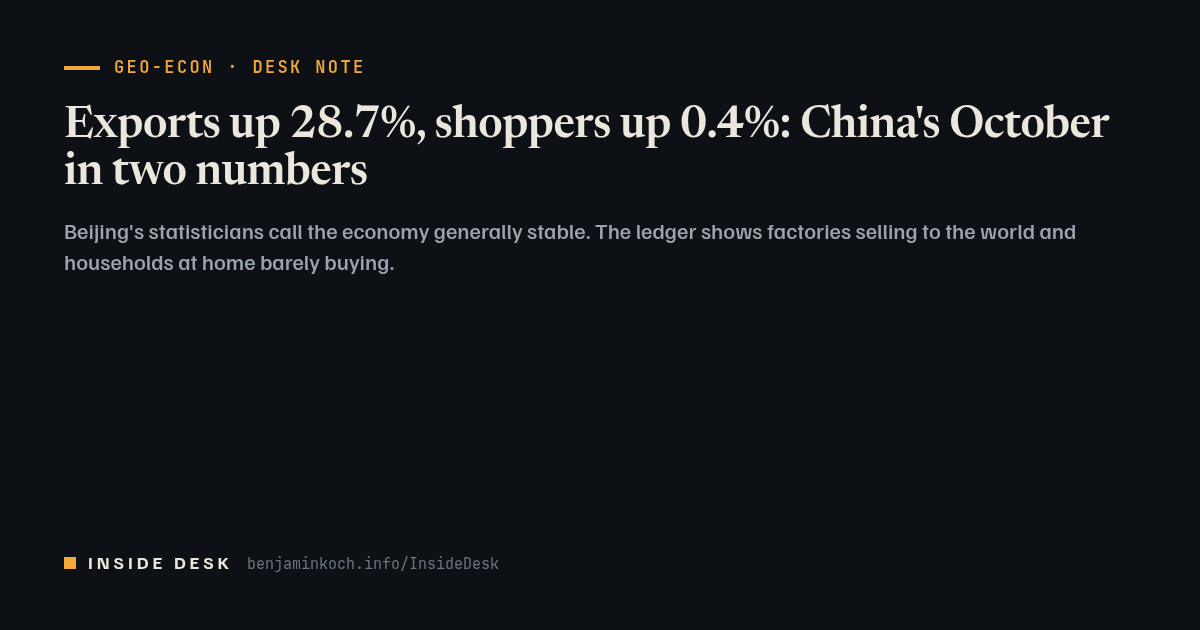 GEO-ECON · DESK NOTE
Exports up 28.7%, shoppers up 0.4%: China's October
in two numbers
Beijing's statisticians call the economy generally stable. The ledger shows factories selling to the world and
households at home barely buying.
INSIDE DESK benjaminkoch.info/InsideDesk